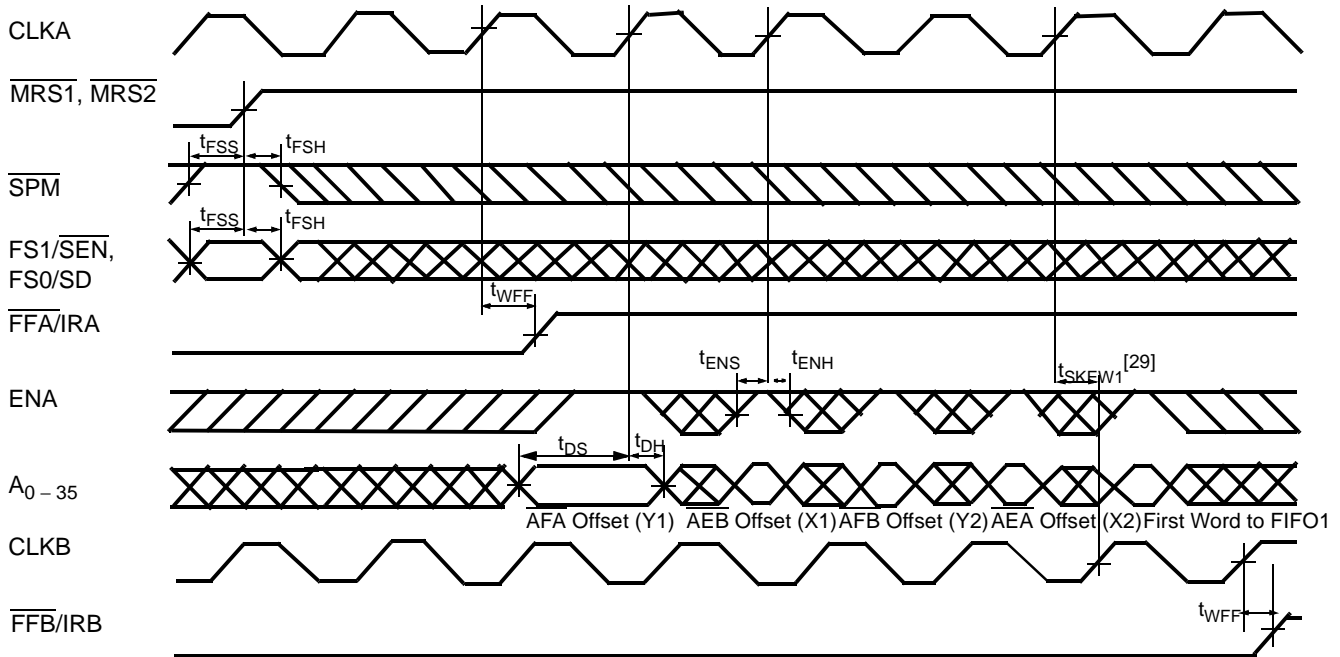 CLKA
MRS1, MRS2
tFSS tFSH
SPM
tFSS tFSH
FS1/SEN,
FS0/SD
tWFF
FFA/IRA
tENS tENH tSKEW1[29]
ENA
tDS tDH
A0 – 35
AFA Offset (Y1) AEB Offset (X1) AFB Offset (Y2) AEA Offset (X2) First Word to FIFO1
CLKB
tWFF
FFB/IRB